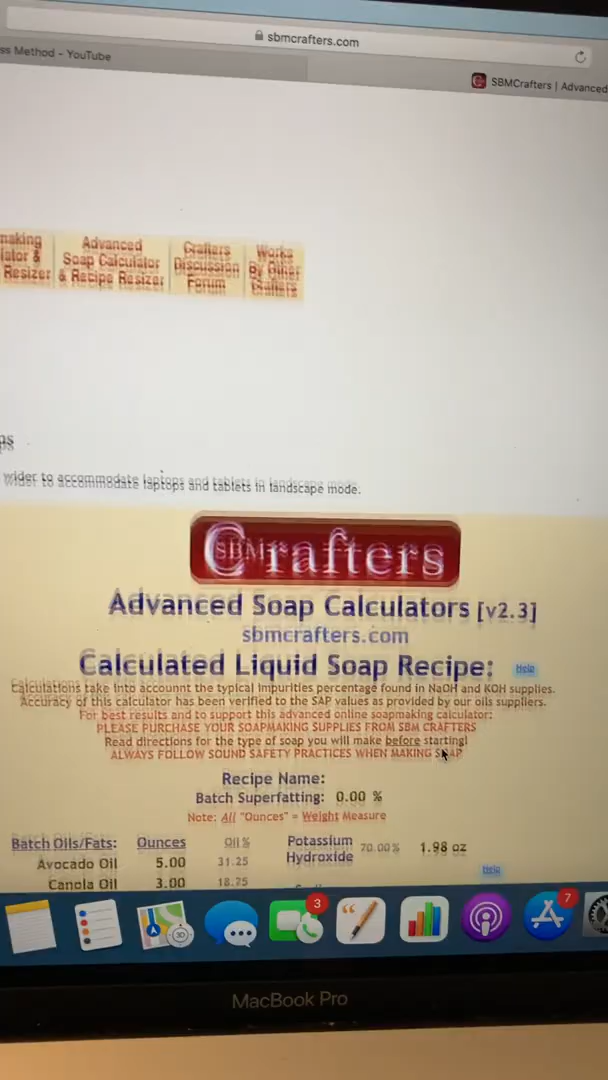 sbmcrafters.com
ss Method - YouTube
SBMCrafters | Advanced
making
Resizer
Advanced
Soap Calculator
& Recipe Resizer
Crafters
Discussion
Forum
Works
By Other
Crafters
ps
wider to accommodate laptops and tablets in landscape mode.
SBM Crafters
Advanced Soap Calculators [v2.3]
sbmcrafters.com
Calculated Liquid Soap Recipe: Help
Calculations take into accounnt the typical impurities percentage found in NaOH and KOH supplies.
Accuracy of this calculator has been verified to the SAP values as provided by our oils suppliers.
For best results and to support this advanced online soapmaking calculator:
PLEASE PURCHASE YOUR SOAPMAKING SUPPLIES FROM SBM CRAFTERS
Read directions for the type of soap you will make before starting!
ALWAYS FOLLOW SOUND SAFETY PRACTICES WHEN MAKING SOAP
Recipe Name:
Batch Superfatting: 0.00 %
Note: All "Ounces" = Weight Measure
Batch Oils/Fats: Ounces Oil % Potassium Hydroxide 70.00% 1.98 oz
Avocado Oil 5.00 31.25
Help
Canola Oil 3.00 18.75
3D
3
7
MacBook Pro